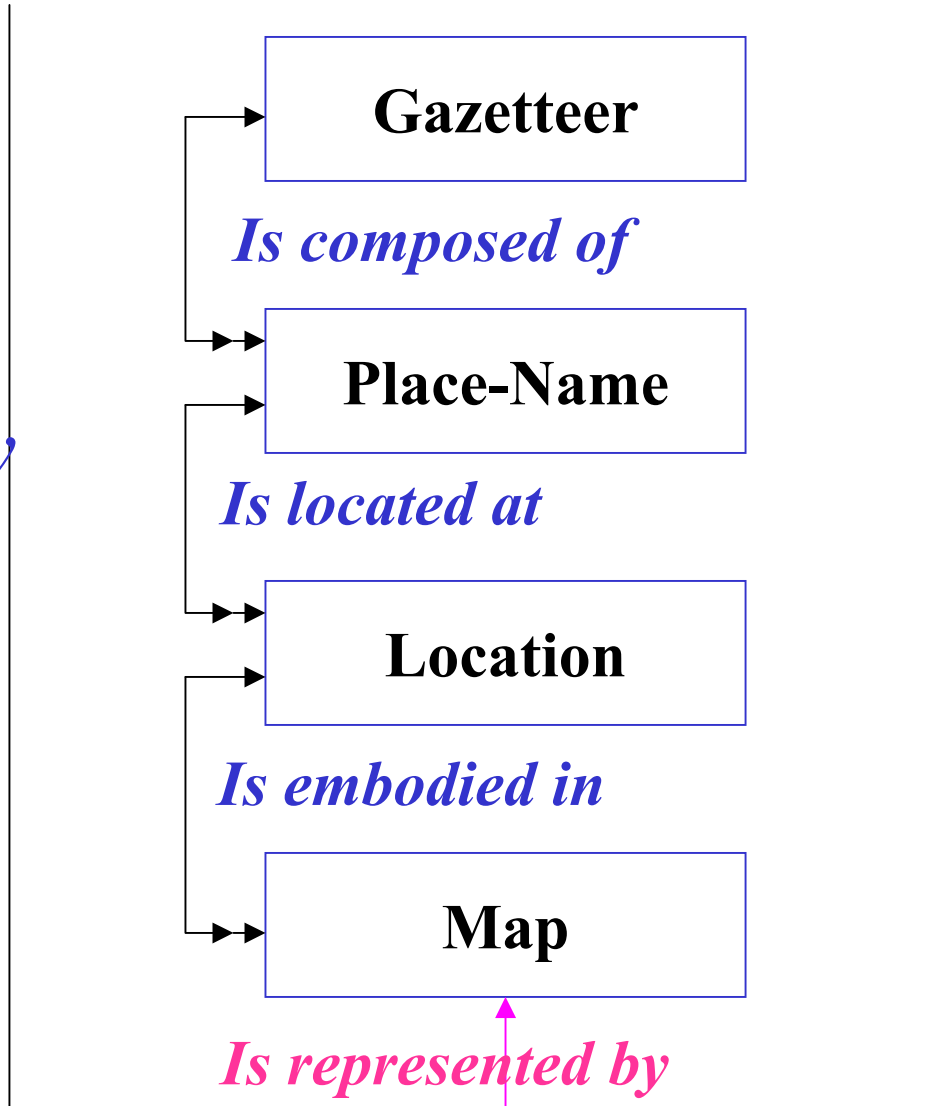 Gazetteer
Is composed of
Place-Name
Is located at
Location
Is embodied in
Map
Is represented by